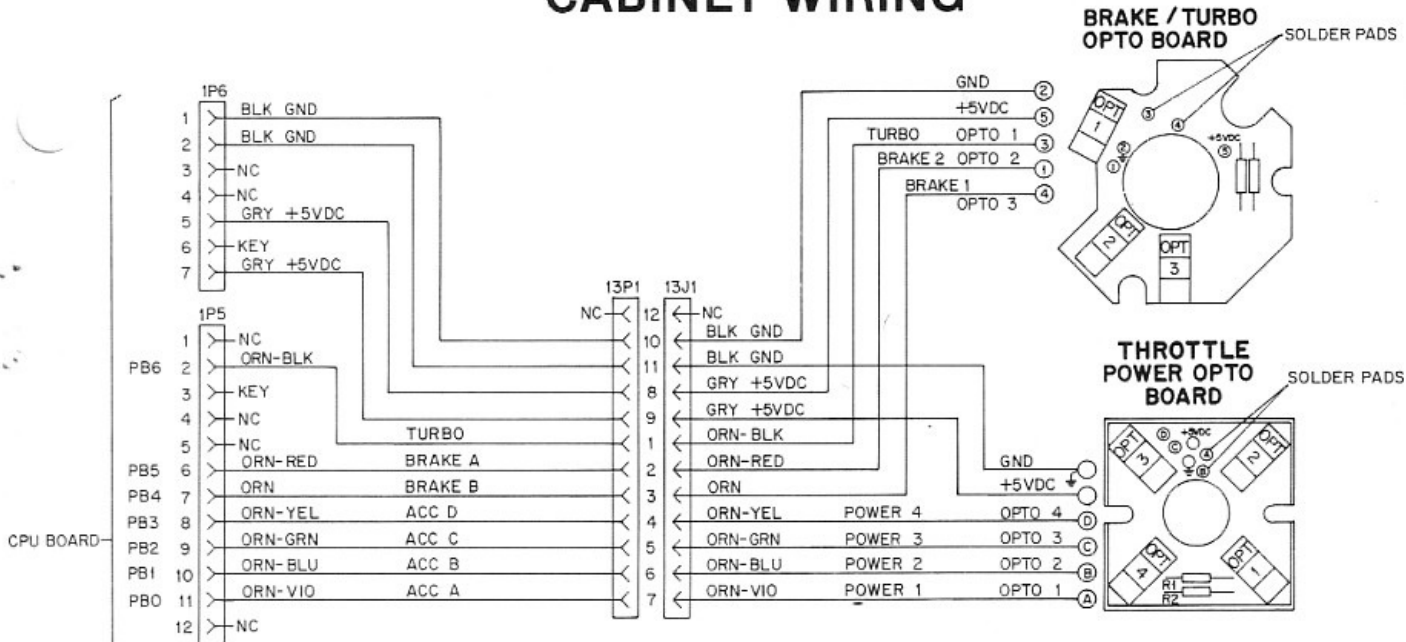 CABINET WIRING
BRAKE / TURBO
OPTO BOARD
SOLDER PADS
1P6
1 BLK GND
2 BLK GND
3 NC
4 NC
5 GRY +5VDC
6 KEY
7 GRY +5VDC
1P5
1 NC
PB6 2 ORN-BLK
3 KEY
4 NC
5 NC
TURBO
PB5 6 ORN-RED BRAKE A
PB4 7 ORN BRAKE B
PB3 8 ORN-YEL ACC D
PB2 9 ORN-GRN ACC C
PB1 10 ORN-BLU ACC B
PB0 11 ORN-VIO ACC A
12 NC
CPU BOARD
13P1 13J1
NC 12 NC
10 BLK GND
11 BLK GND
8 GRY +5VDC
9 GRY +5VDC
1 ORN-BLK
2 ORN-RED
3 ORN
4 ORN-YEL POWER 4 OPTO 4 D
5 ORN-GRN POWER 3 OPTO 3 C
6 ORN-BLU POWER 2 OPTO 2 B
7 ORN-VIO POWER 1 OPTO 1 A
GND 2
+5VDC 5
TURBO OPTO 1 3
BRAKE 2 OPTO 2 1
BRAKE 1 4
OPTO 3
GND
+5VDC
OPT 1
3
4
+5VDC
5
2
1
OPT 2
OPT 3
THROTTLE
POWER OPTO
BOARD
SOLDER PADS
OPT 3
D
C
+5VDC
A
B
OPT 2
OPT 4
OPT 1
R1
R2